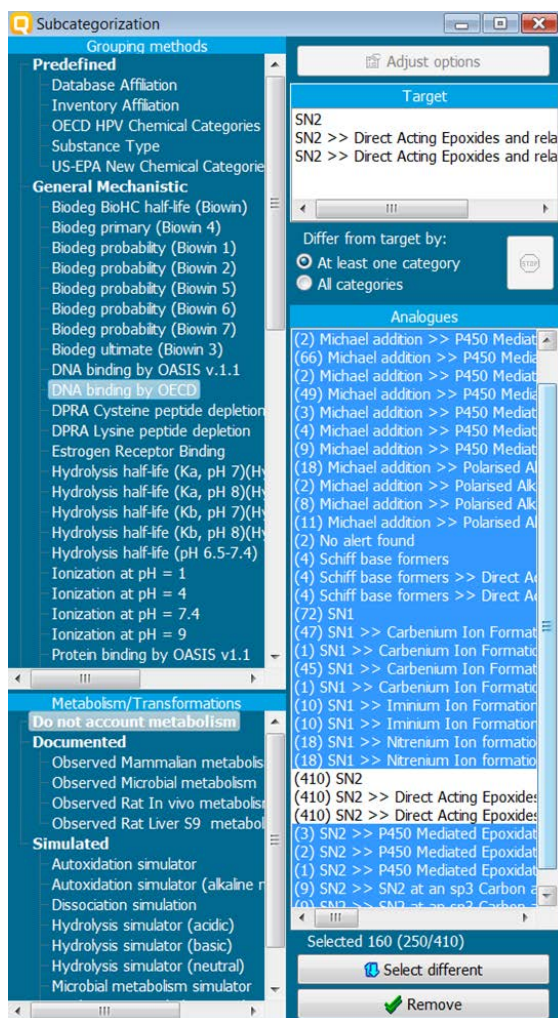 Subcategorization
Grouping methods
Predefined
Database Affiliation
Inventory Affiliation
OECD HPV Chemical Categories
Substance Type
US-EPA New Chemical Categorie
General Mechanistic
Biodeg BioHC half-life (Biowin)
Biodeg primary (Biowin 4)
Biodeg probability (Biowin 1)
Biodeg probability (Biowin 2)
Biodeg probability (Biowin 5)
Biodeg probability (Biowin 6)
Biodeg probability (Biowin 7)
Biodeg ultimate (Biowin 3)
DNA binding by OASIS v.1.1
DNA binding by OECD
DPRA Cysteine peptide depletion
DPRA Lysine peptide depletion
Estrogen Receptor Binding
Hydrolysis half-life (Ka, pH 7)(Hy
Hydrolysis half-life (Ka, pH 8)(Hy
Hydrolysis half-life (Kb, pH 7)(Hy
Hydrolysis half-life (Kb, pH 8)(Hy
Hydrolysis half-life (pH 6.5-7.4)
Ionization at pH = 1
Ionization at pH = 4
Ionization at pH = 7.4
Ionization at pH = 9
Protein binding by OASIS v1.1
Metabolism/Transformations
Do not account metabolism
Documented
Observed Mammalian metabolis
Observed Microbial metabolism
Observed Rat In vivo metabolisr
Observed Rat Liver S9 metabol
Simulated
Autoxidation simulator
Autoxidation simulator (alkaline r
Dissociation simulation
Hydrolysis simulator (acidic)
Hydrolysis simulator (basic)
Hydrolysis simulator (neutral)
Microbial metabolism simulator
Adjust options
Target
SN2
SN2 >> Direct Acting Epoxides and rela
SN2 >> Direct Acting Epoxides and rela
Differ from target by:
At least one category
All categories
STOP
Analogues
(2) Michael addition >> P450 Mediat
(66) Michael addition >> P450 Media
(2) Michael addition >> P450 Mediat
(49) Michael addition >> P450 Media
(3) Michael addition >> P450 Mediat
(4) Michael addition >> P450 Mediat
(9) Michael addition >> P450 Mediat
(18) Michael addition >> Polarised Al
(2) Michael addition >> Polarised Alk
(8) Michael addition >> Polarised Alk
(11) Michael addition >> Polarised Al
(2) No alert found
(4) Schiff base formers
(4) Schiff base formers >> Direct Ac
(4) Schiff base formers >> Direct Ac
(72) SN1
(47) SN1 >> Carbenium Ion Format
(1) SN1 >> Carbenium Ion Formatic
(45) SN1 >> Carbenium Ion Format
(1) SN1 >> Carbenium Ion Formatic
(10) SN1 >> Iminium Ion Formation
(10) SN1 >> Iminium Ion Formation
(18) SN1 >> Nitrenium Ion formatio
(18) SN1 >> Nitrenium Ion formatio
(410) SN2
(410) SN2 >> Direct Acting Epoxides
(410) SN2 >> Direct Acting Epoxides
(3) SN2 >> P450 Mediated Epoxidat
(2) SN2 >> P450 Mediated Epoxidat
(1) SN2 >> P450 Mediated Epoxidat
(9) SN2 >> SN2 at an sp3 Carbon a
(9) SN2 >> SN2 at an sp3 Carbon a
Selected 160 (250/410)
Select different
Remove